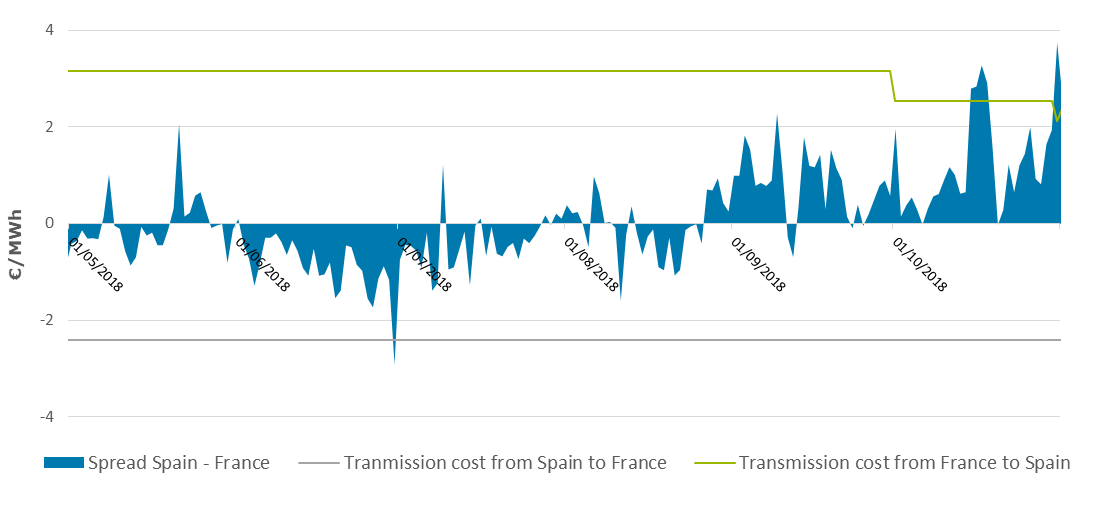 4
2
0
-2
-4
€/MWh
01/05/2018
01/06/2018
01/07/2018
01/08/2018
01/09/2018
01/10/2018
Spread Spain - France
Tranmission cost from Spain to France
Transmission cost from France to Spain